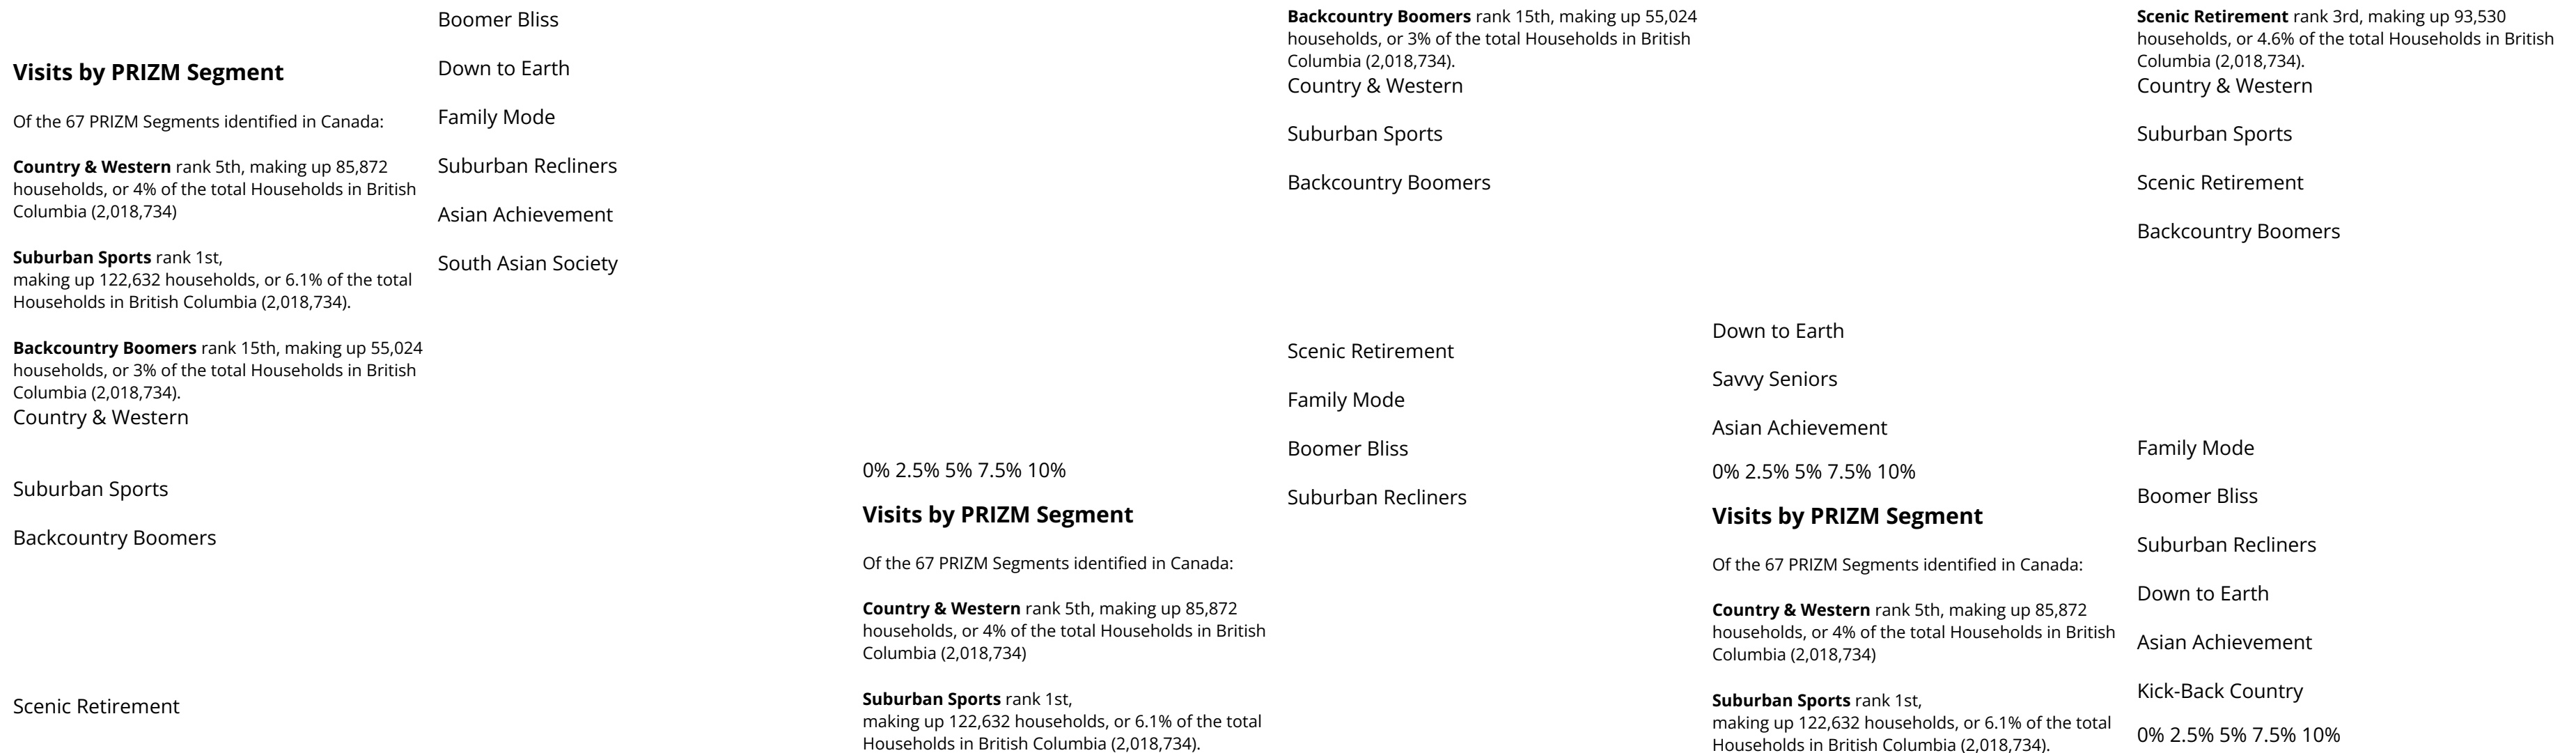 Visits by PRIZM Segment
Of the 67 PRIZM Segments identified in Canada:
Country & Western rank 5th, making up 85,872
households, or 4% of the total Households in British
Columbia (2,018,734)
Suburban Sports rank 1st,
making up 122,632 households, or 6.1% of the total
Households in British Columbia (2,018,734).
Backcountry Boomers rank 15th, making up 55,024
households, or 3% of the total Households in British
Columbia (2,018,734).
Country & Western
Suburban Sports
Backcountry Boomers
Scenic Retirement
Boomer Bliss
Down to Earth
Family Mode
Suburban Recliners
Asian Achievement
South Asian Society
0% 2.5% 5% 7.5% 10%
Visits by PRIZM Segment
Of the 67 PRIZM Segments identified in Canada:
Country & Western rank 5th, making up 85,872
households, or 4% of the total Households in British
Columbia (2,018,734)
Suburban Sports rank 1st,
making up 122,632 households, or 6.1% of the total
Households in British Columbia (2,018,734).
Backcountry Boomers rank 15th, making up 55,024
households, or 3% of the total Households in British
Columbia (2,018,734).
Country & Western
Suburban Sports
Backcountry Boomers
Scenic Retirement
Family Mode
Boomer Bliss
Suburban Recliners
Down to Earth
Savvy Seniors
Asian Achievement
0% 2.5% 5% 7.5% 10%
Visits by PRIZM Segment
Of the 67 PRIZM Segments identified in Canada:
Country & Western rank 5th, making up 85,872
households, or 4% of the total Households in British
Columbia (2,018,734)
Suburban Sports rank 1st,
making up 122,632 households, or 6.1% of the total
Households in British Columbia (2,018,734).
Scenic Retirement rank 3rd, making up 93,530
households, or 4.6% of the total Households in British
Columbia (2,018,734).
Country & Western
Suburban Sports
Scenic Retirement
Backcountry Boomers
Family Mode
Boomer Bliss
Suburban Recliners
Down to Earth
Asian Achievement
Kick-Back Country
0% 2.5% 5% 7.5% 10%